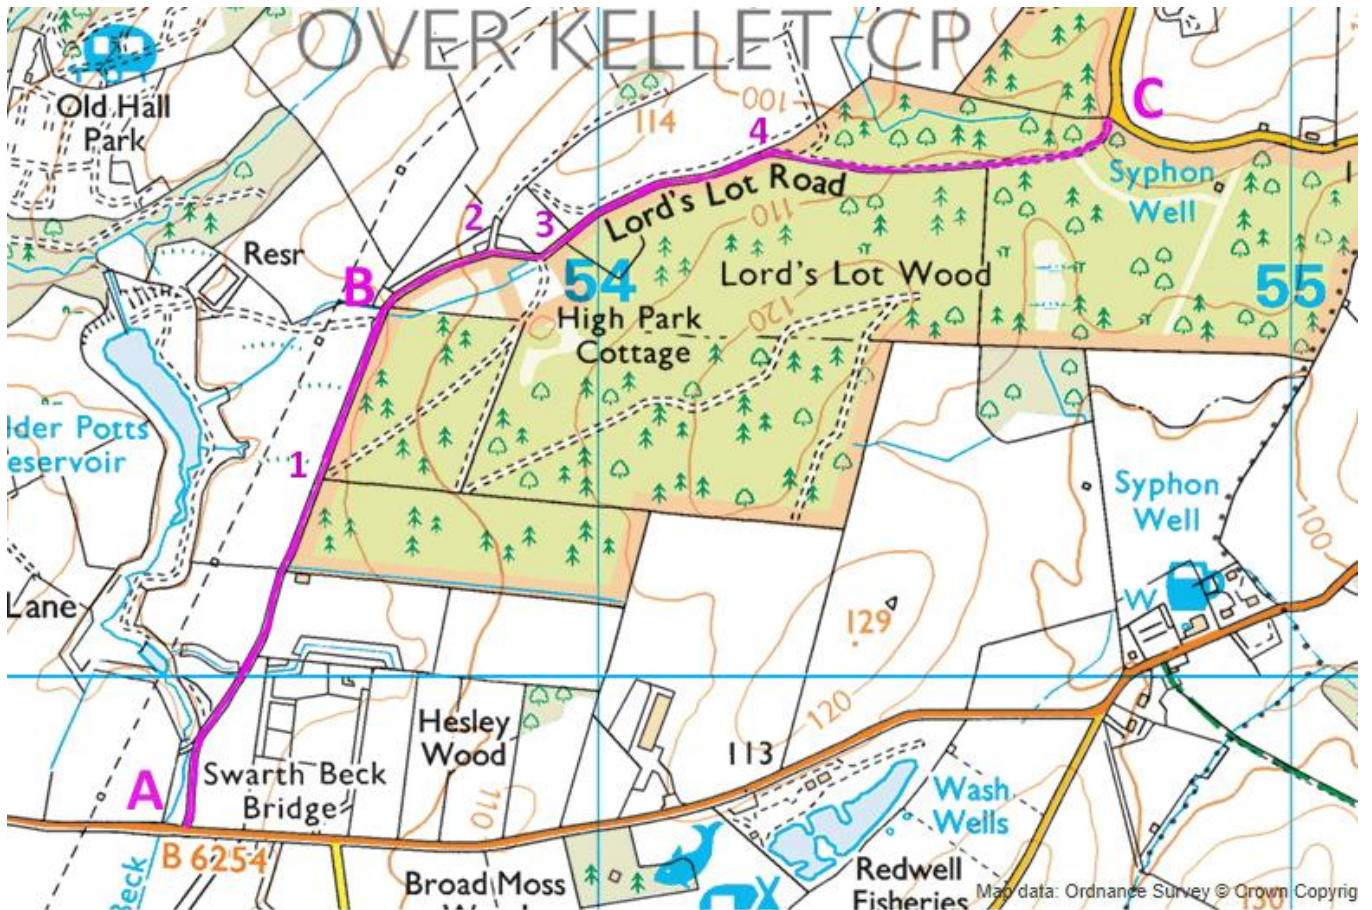 OVER KELLET CP
Old Hall
Park
114
100
4
C
Syphon
Well
2
3
Lord's Lot Road
110
Resr
B
54
Lord's Lot Wood
55
High Park
Cottage
120
1
lder Potts
eservoir
Syphon
Well
100
Lane
W
129
120
Hesley
Wood
113
A
Swarth Beck
Bridge
110
Wash
Wells
B 6254
Beck
Broad Moss
Redwell
Fisheries
130
Map data: Ordnance Survey © Crown Copyrig